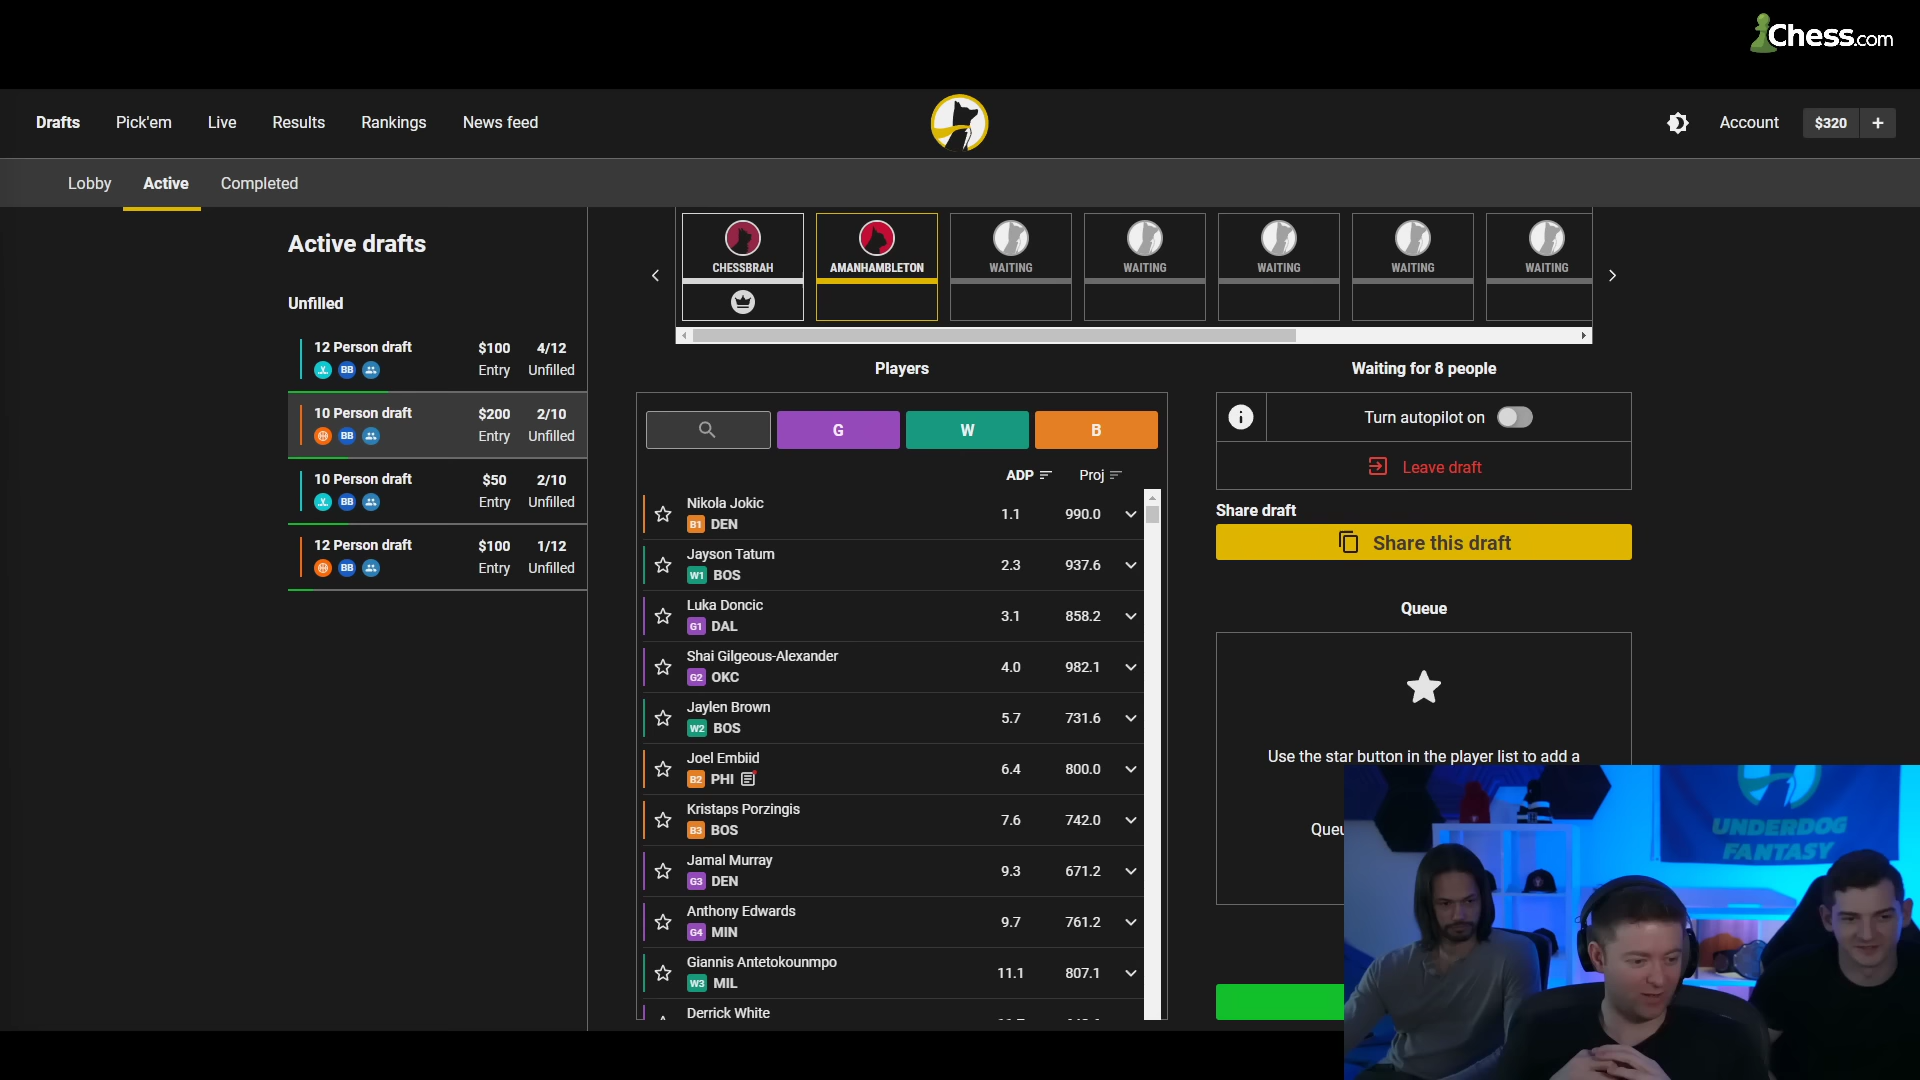 Chess.com
Drafts Pick'em Live Results Rankings News feed
Account $320 +
Lobby Active Completed
Active drafts
Unfilled
12 Person draft $100 4/12
BB Entry Unfilled
10 Person draft $200 2/10
BB Entry Unfilled
10 Person draft $50 2/10
BB Entry Unfilled
12 Person draft $100 1/12
BB Entry Unfilled
CHESSBRAH AMANHAMBLETON WAITING WAITING WAITING WAITING WAITING
Players
G W B
ADP Proj
Nikola Jokic
B1 DEN 1.1 990.0
Jayson Tatum
W1 BOS 2.3 937.6
Luka Doncic
G1 DAL 3.1 858.2
Shai Gilgeous-Alexander
G2 OKC 4.0 982.1
Jaylen Brown
W2 BOS 5.7 731.6
Joel Embiid
B2 PHI 6.4 800.0
Kristaps Porzingis
B3 BOS 7.6 742.0
Jamal Murray
G3 DEN 9.3 671.2
Anthony Edwards
G4 MIN 9.7 761.2
Giannis Antetokounmpo
W3 MIL 11.1 807.1
Derrick White
Waiting for 8 people
Turn autopilot on
Leave draft
Share draft
Share this draft
Queue
Use the star button in the player list to add a
UNDERDOG
FANTASY